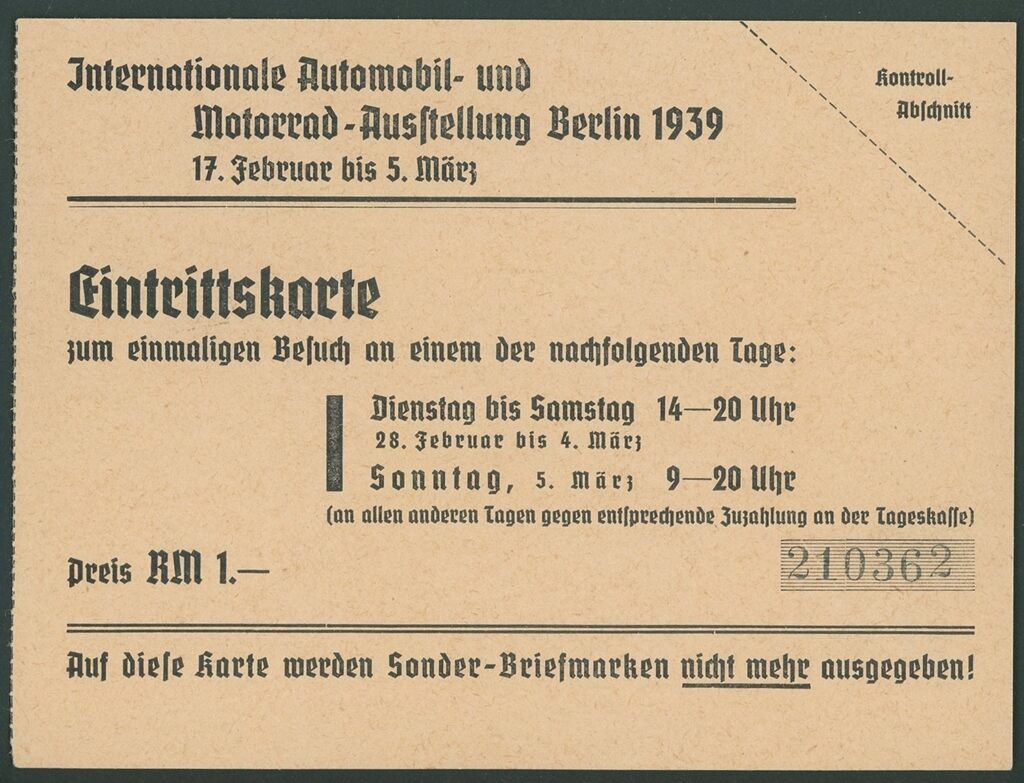 Internationale Automobil- und
Motorrad-Ausstellung Berlin 1939
17. Februar bis 5. März
Kontroll-
Abschnitt
Eintrittskarte
zum einmaligen Besuch an einem der nachfolgenden Tage:
Dienstag bis Samstag 14—20 Uhr
28. Februar bis 4. März
Sonntag, 5. März 9—20 Uhr
(an allen anderen Tagen gegen entsprechende Zuzahlung an der Tageskasse)
Preis RM 1.—
210362
Auf diese Karte werden Sonder-Briefmarken nicht mehr ausgegeben!